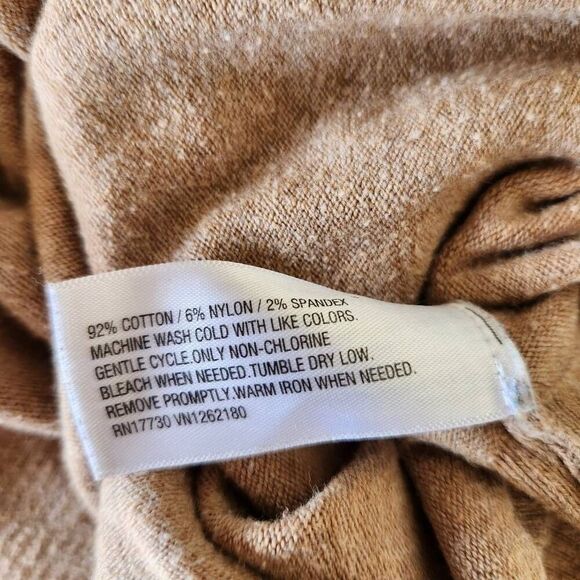 92% COTTON / 6% NYLON / 2% SPANDEX
MACHINE WASH COLD WITH LIKE COLORS.
GENTLE CYCLE.ONLY NON-CHLORINE
BLEACH WHEN NEEDED.TUMBLE DRY LOW.
REMOVE PROMPTLY.WARM IRON WHEN NEEDED.
RN17730 VN1262180